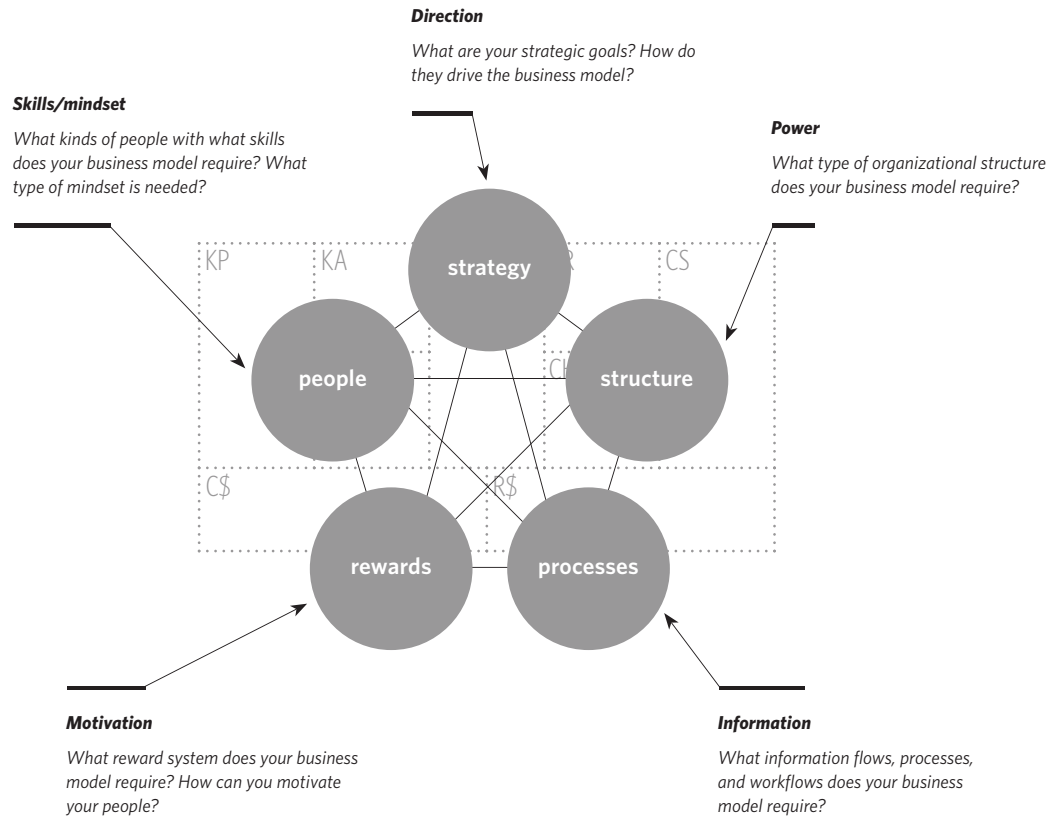 Direction
What are your strategic goals? How do
they drive the business model?
Skills/mindset
What kinds of people with what skills
does your business model require? What
type of mindset is needed?
Power
What type of organizational structure
does your business model require?
KP
KA
strategy
CS
people
structure
C$
R$
rewards
processes
Motivation
What reward system does your business
model require? How can you motivate
your people?
Information
What information flows, processes,
and workflows does your business
model require?